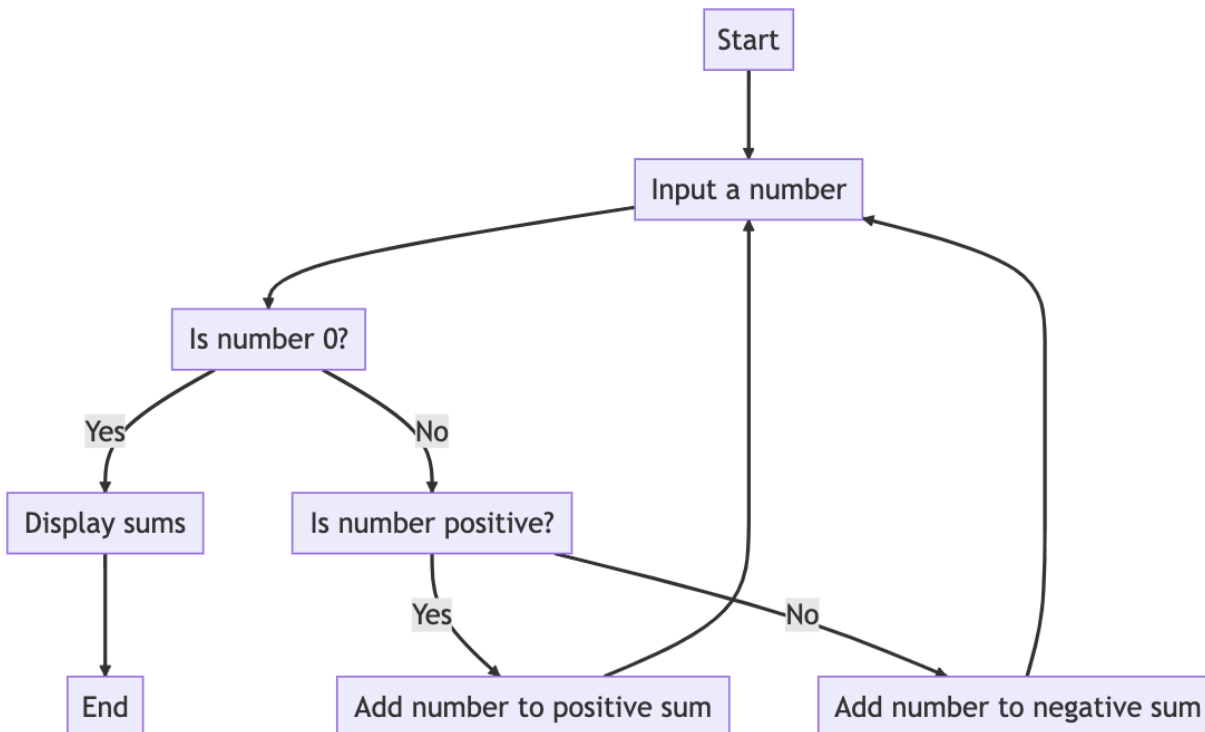 Start
Input a number
Is number 0?
Yes
No
Display sums
Is number positive?
Yes
No
End
Add number to positive sum
Add number to negative sum